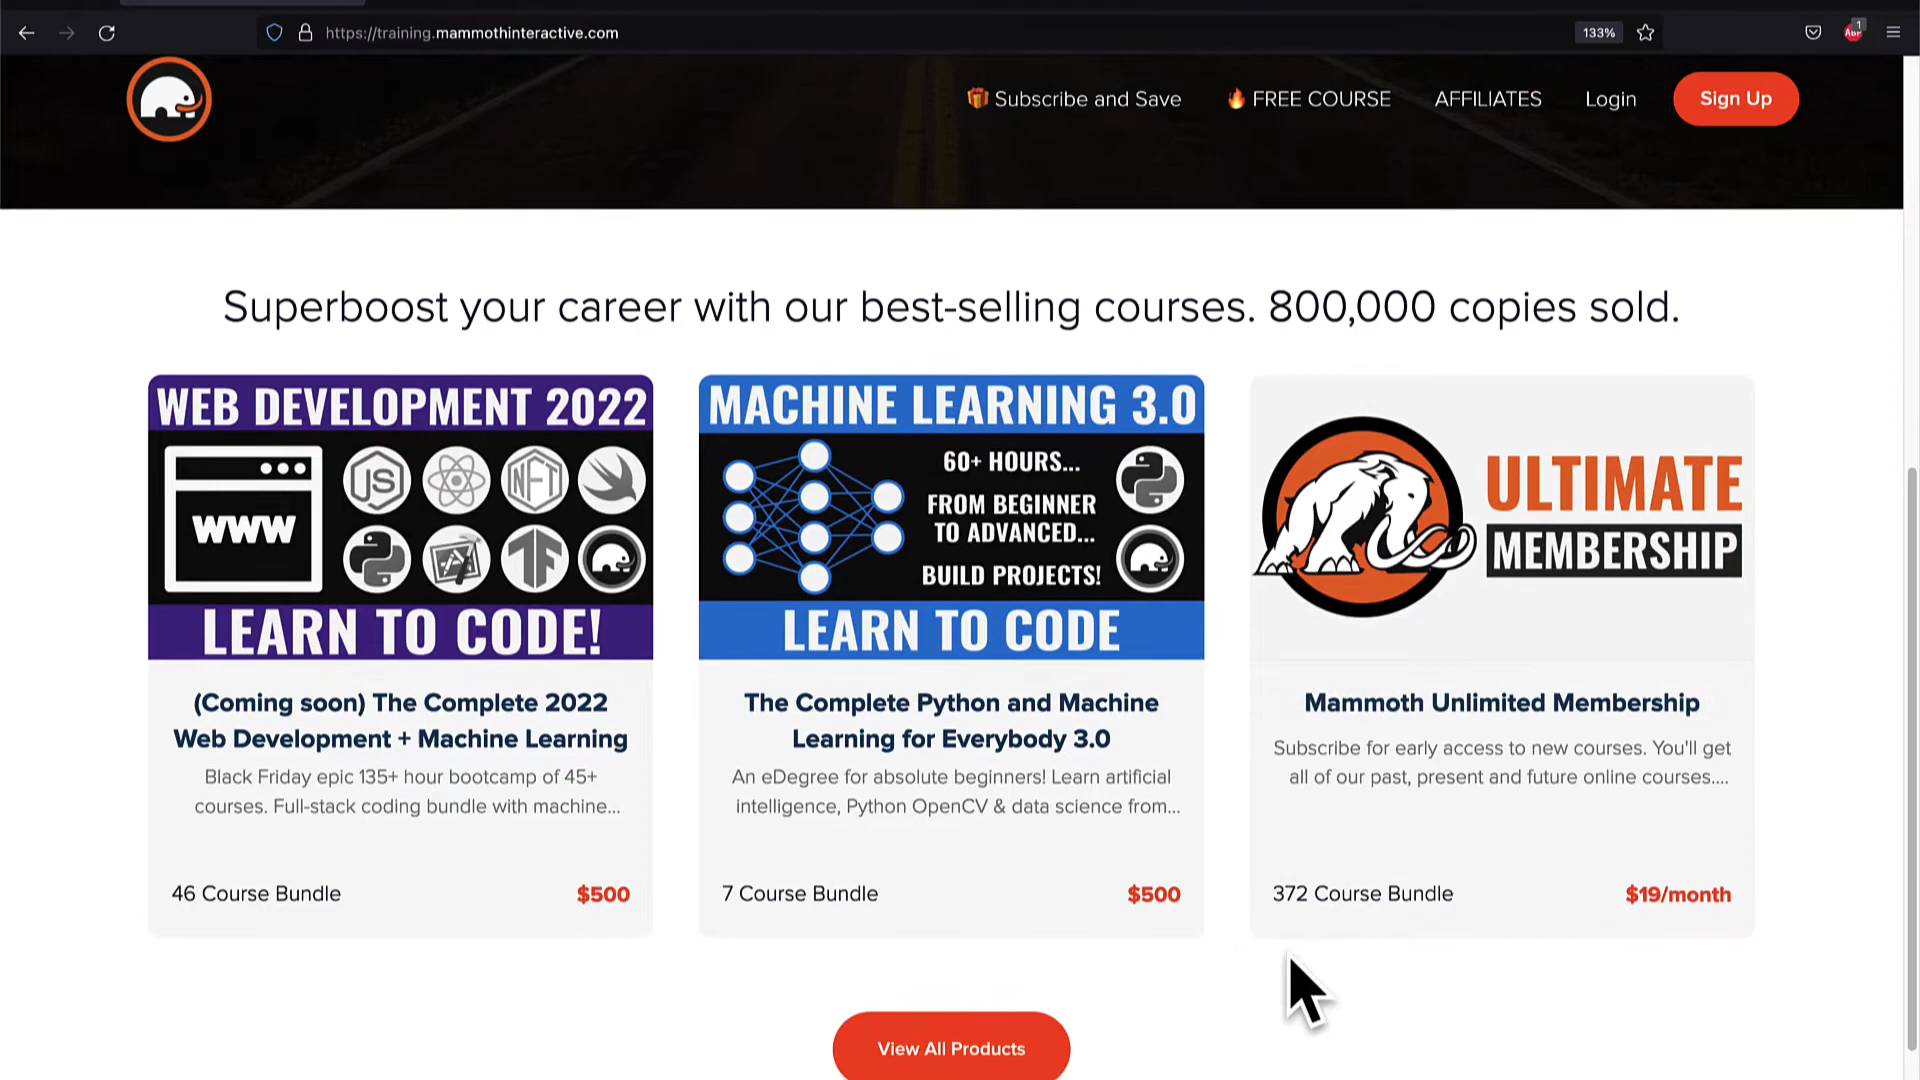 https://training.mammothinteractive.com
133%
ABP
1
Subscribe and Save
FREE COURSE
AFFILIATES
Login
Sign Up
Superboost your career with our best-selling courses. 800,000 copies sold.
WEB DEVELOPMENT 2022
WWW
JS
NFT
TF
LEARN TO CODE!
(Coming soon) The Complete 2022
Web Development + Machine Learning
Black Friday epic 135+ hour bootcamp of 45+
courses. Full-stack coding bundle with machine...
46 Course Bundle
$500
MACHINE LEARNING 3.0
60+ HOURS...
FROM BEGINNER
TO ADVANCED...
BUILD PROJECTS!
LEARN TO CODE
The Complete Python and Machine
Learning for Everybody 3.0
An eDegree for absolute beginners! Learn artificial
intelligence, Python OpenCV & data science from...
7 Course Bundle
$500
ULTIMATE
MEMBERSHIP
Mammoth Unlimited Membership
Subscribe for early access to new courses. You'll get
all of our past, present and future online courses....
372 Course Bundle
$19/month
View All Products